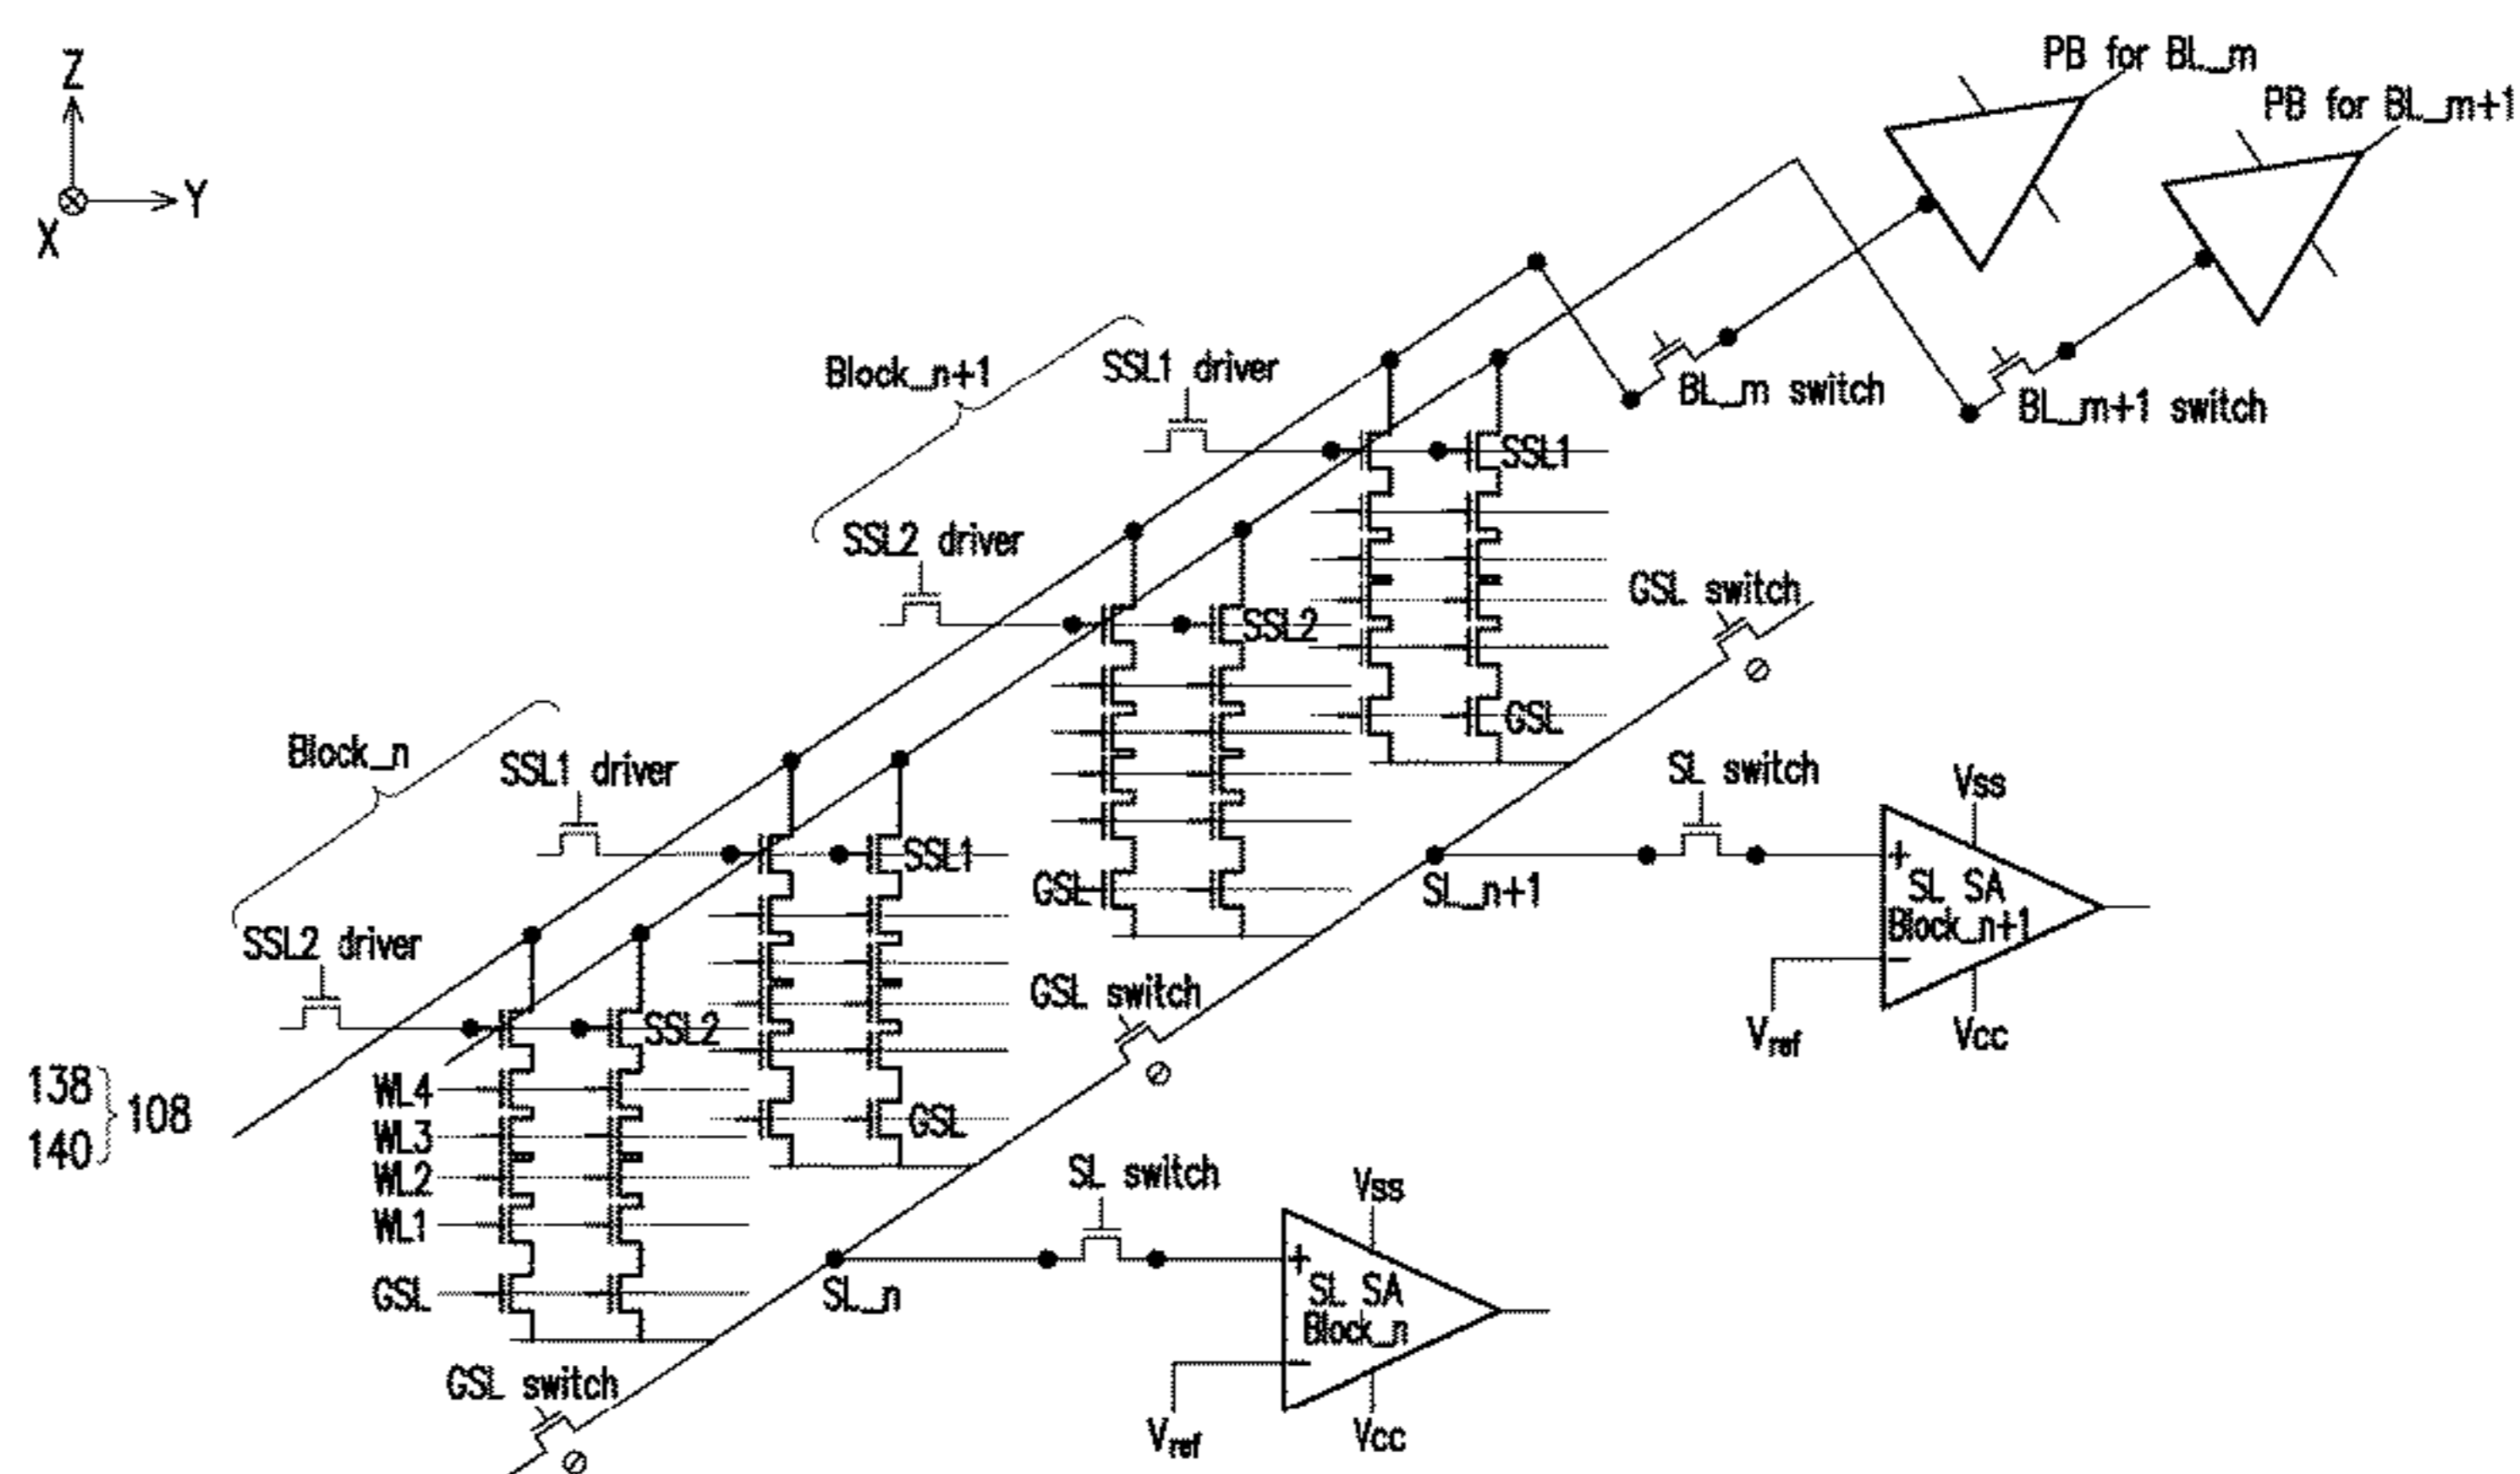 PB for BL_m
Z
PB for BL_m+1
Y
X
Block_n+1
SSL1 driver
BL_m switch
BL_m+1 switch
SSL1
SSL2 driver
GSL switch
SSL2
GSL
Block_n
SSL1 driver
SL switch
Vss
SSL1
+
GSL
SL_n+1
SL SA
Block_n+1
SSL2 driver
−
GSL switch
SSL2
Vref
Vcc
138
WL4
108
GSL
WL3
140
WL2
SL switch
Vss
WL1
+
GSL
SL_n
SL SA
Block_n
−
GSL switch
Vref
Vcc